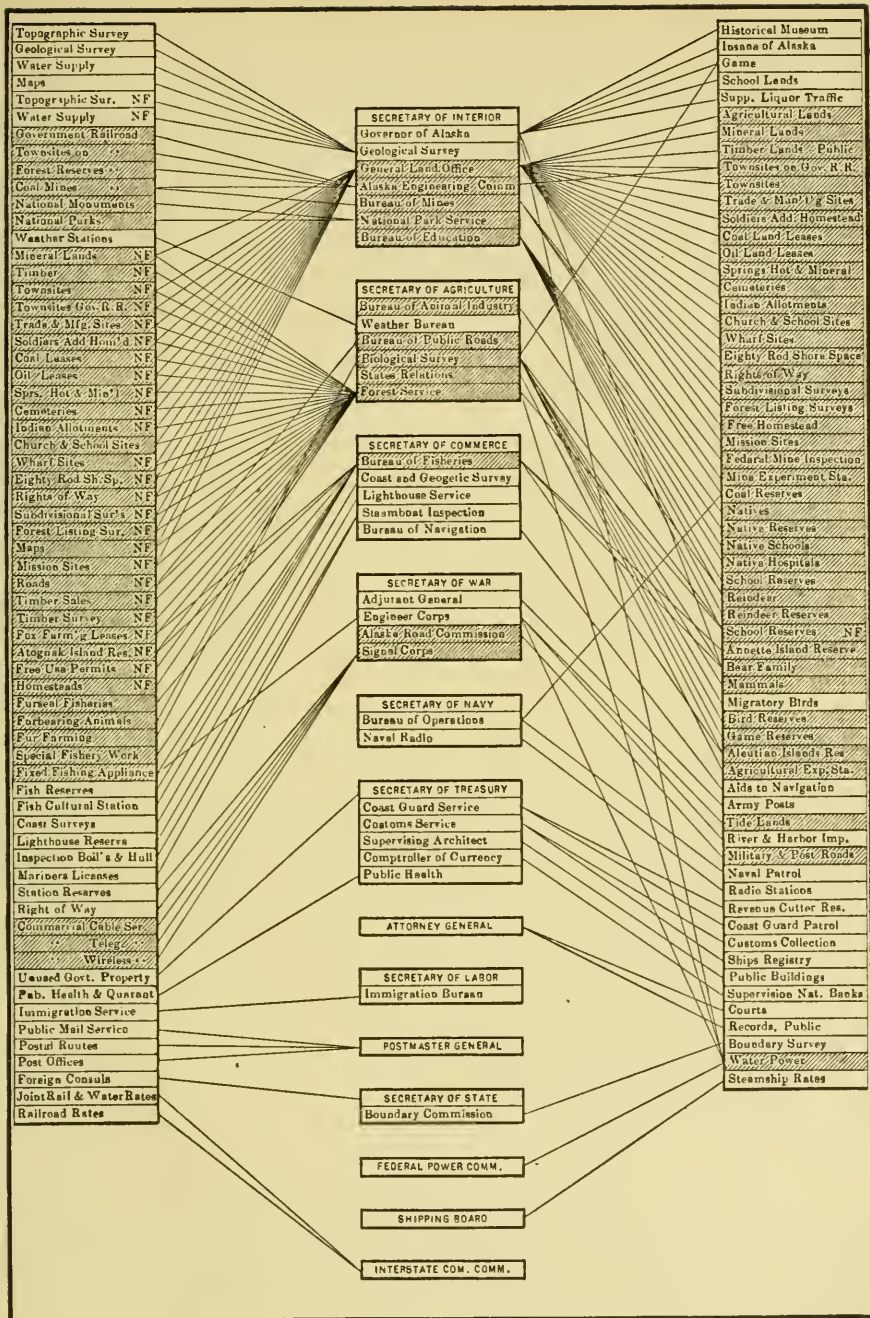 Topographic Survey
Geological Survey
Water Supply
Maps
Topographic Sur. NF
Water Supply NF
Government Railroad
Townsites on " "
Forest Reserves " "
Coal Mines " "
National Monuments
National Parks
Weather Stations
Mineral Lands NF
Timber NF
Townsites NF
Townsites Gov. R.R. NF
Trade & Mfg. Sites NF
Soldiers Add Hom'd NF
Coal Leases NF
Oil Leases NF
Sprs. Hot & Min'l NF
Cemeteries NF
Indian Allotments NF
Church & School Sites
Wharf Sites NF
Eighty Rod Sh. Sp. NF
Rights of Way NF
Subdivisional Sur's NF
Forest Listing Sur. NF
Maps NF
Mission Sites NF
Roads NF
Timber Sales NF
Timber Survey NF
Fox Farm'g Leases NF
Atognak Island Res. NF
Free Use Permits NF
Homesteads NF
Furseal Fisheries
Forbearing Animals
Fur Farming
Special Fishery Work
Fixed Fishing Appliance
Fish Reserves
Fish Cultural Station
Coast Surveys
Lighthouse Reserve
Inspection Boil's & Hull
Mariners Licenses
Station Reserves
Right of Way
Commercial Cable Ser.
" Teleg. "
" Wireless "
Unused Govt. Property
Pub. Health & Quarant
Immigration Service
Public Mail Service
Postal Routes
Post Offices
Foreign Consuls
Joint Rail & Water Rates
Railroad Rates
SECRETARY OF INTERIOR
Governor of Alaska
Geological Survey
General Land Office
Alaska Engineering Comm
Bureau of Mines
National Park Service
Bureau of Education
SECRETARY OF AGRICULTURE
Bureau of Animal Industry
Weather Bureau
Bureau of Public Roads
Biological Survey
States Relations
Forest Service
SECRETARY OF COMMERCE
Bureau of Fisheries
Coast and Geogetic Survey
Lighthouse Service
Steamboat Inspection
Bureau of Navigation
SECRETARY OF WAR
Adjutant General
Engineer Corps
Alaska Road Commission
Signal Corps
SECRETARY OF NAVY
Bureau of Operations
Naval Radio
SECRETARY OF TREASURY
Coast Guard Service
Customs Service
Supervising Architect
Comptroller of Currency
Public Health
ATTORNEY GENERAL
SECRETARY OF LABOR
Immigration Bureau
POSTMASTER GENERAL
SECRETARY OF STATE
Boundary Commission
FEDERAL POWER COMM.
SHIPPING BOARD
INTERSTATE COM. COMM.
Historical Museum
Insane of Alaska
Game
School Lands
Supp. Liquor Traffic
Agricultural Lands
Mineral Lands
Timber Lands - Public
Townsites on Gov. R.R.
Townsites
Trade & Man'f'g Sites
Soldiers Add. Homestead
Coal Land Leases
Oil Land Leases
Springs Hot & Mineral
Cemeteries
Indian Allotments
Church & School Sites
Wharf Sites
Eighty Rod Shore Space
Rights of Way
Subdivisional Surveys
Forest Listing Surveys
Free Homestead
Mission Sites
Federal Mine Inspection
Mine Experiment Sta.
Coal Reserves
Natives
Native Reserves
Native Schools
Native Hospitals
School Reserves
Reindeer
Reindeer Reserves
School Reserves NF
Annette Island Reserve
Bear Family
Mammals
Migratory Birds
Bird Reserves
Game Reserves
Aleutian Islands Res
Agricultural Exp. Sta.
Aids to Navigation
Army Posts
Tide Lands
River & Harbor Imp.
Military & Post Roads
Naval Patrol
Radio Stations
Revenue Cutter Res.
Coast Guard Patrol
Customs Collection
Ships Registry
Public Buildings
Supervision Nat. Banks
Courts
Records, Public
Boundary Survey
Water Power
Steamship Rates